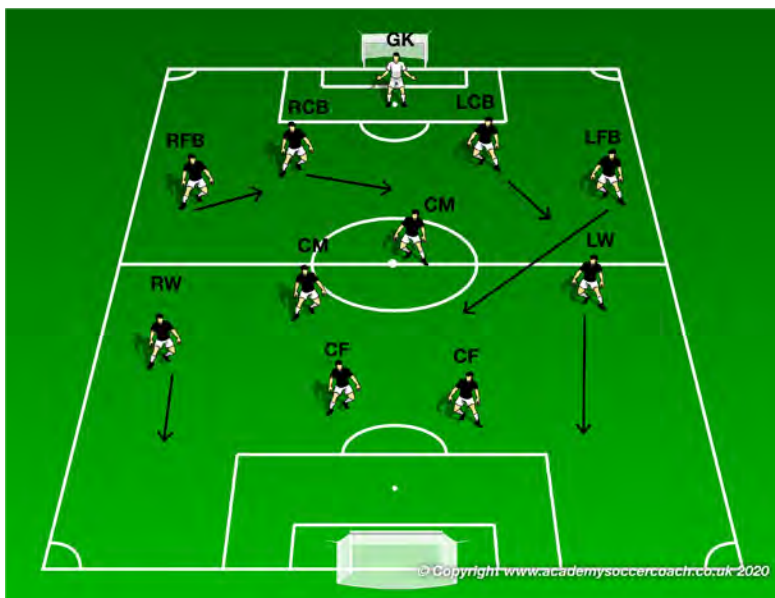 GK
RCB
LCB
RFB
LFB
CM
CM
LW
RW
CF
CF
© Copyright www.academysoccercoach.co.uk 2020